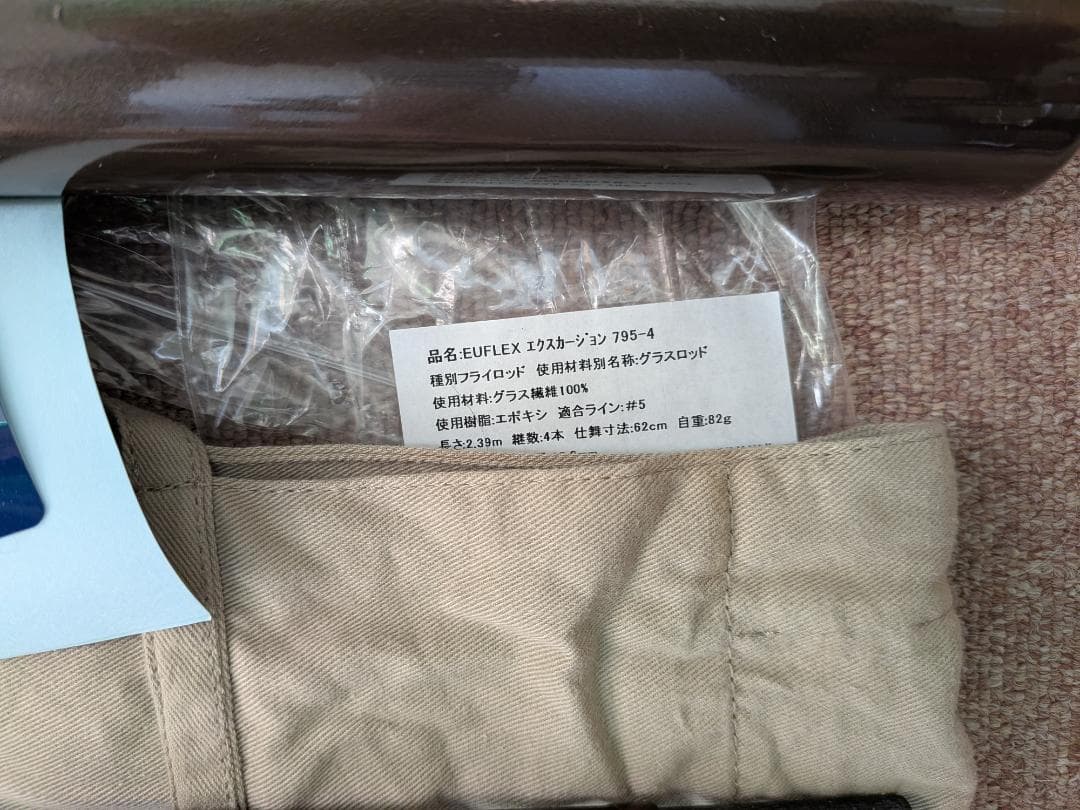 品名:EUFLEX エクスカージョン 795-4
種別フライロッド 使用材料別名称:グラスロッド
使用材料:グラス繊維100%
使用樹脂:エポキシ 適合ライン:#5
長さ:2.39m 継数:4本 仕舞寸法:62cm 自重:82g